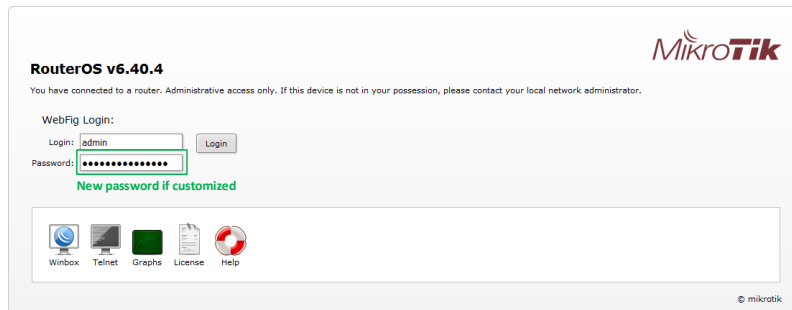 MikroTik
RouterOS v6.40.4
You have connected to a router. Administrative access only. If this device is not in your possession, please contact your local network administrator.
WebFig Login:
Login: admin Login
Password: ●●●●●●●●●●●●●●●
New password if customized
Winbox Telnet Graphs License Help
© mikrotik